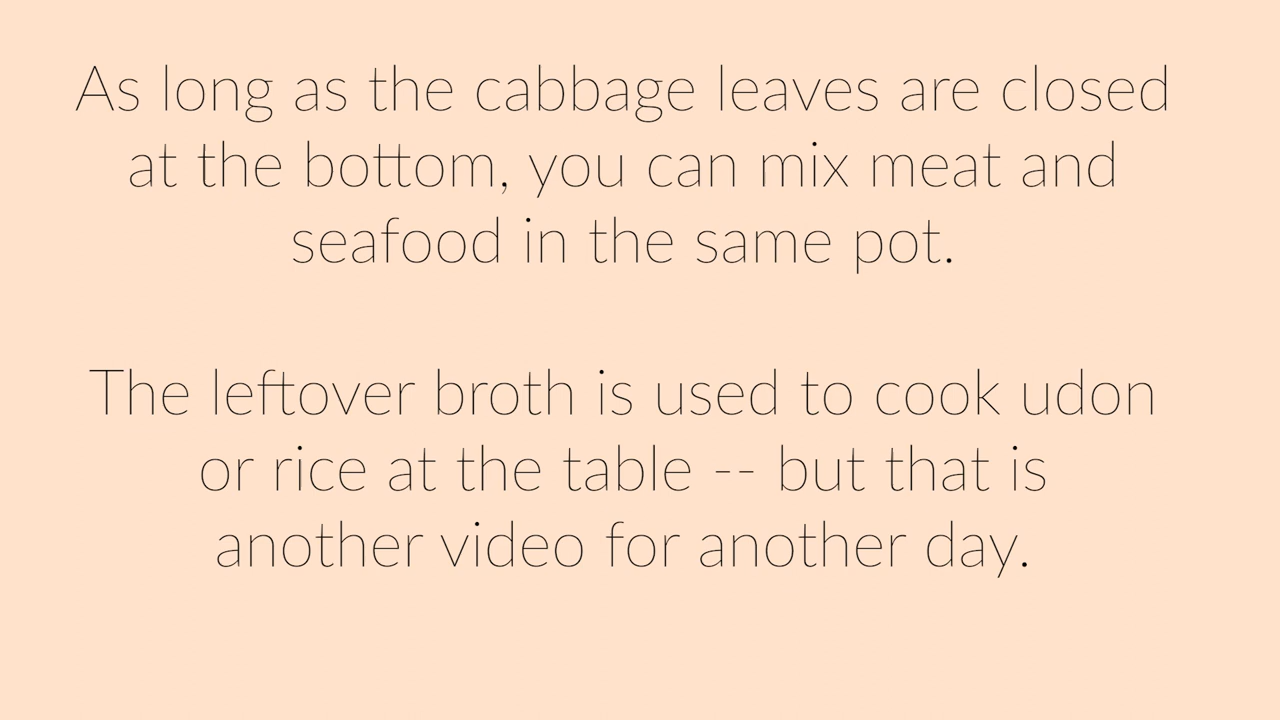 As long as the cabbage leaves are closed
at the bottom, you can mix meat and
seafood in the same pot.
The leftover broth is used to cook udon
or rice at the table -- but that is
another video for another day.